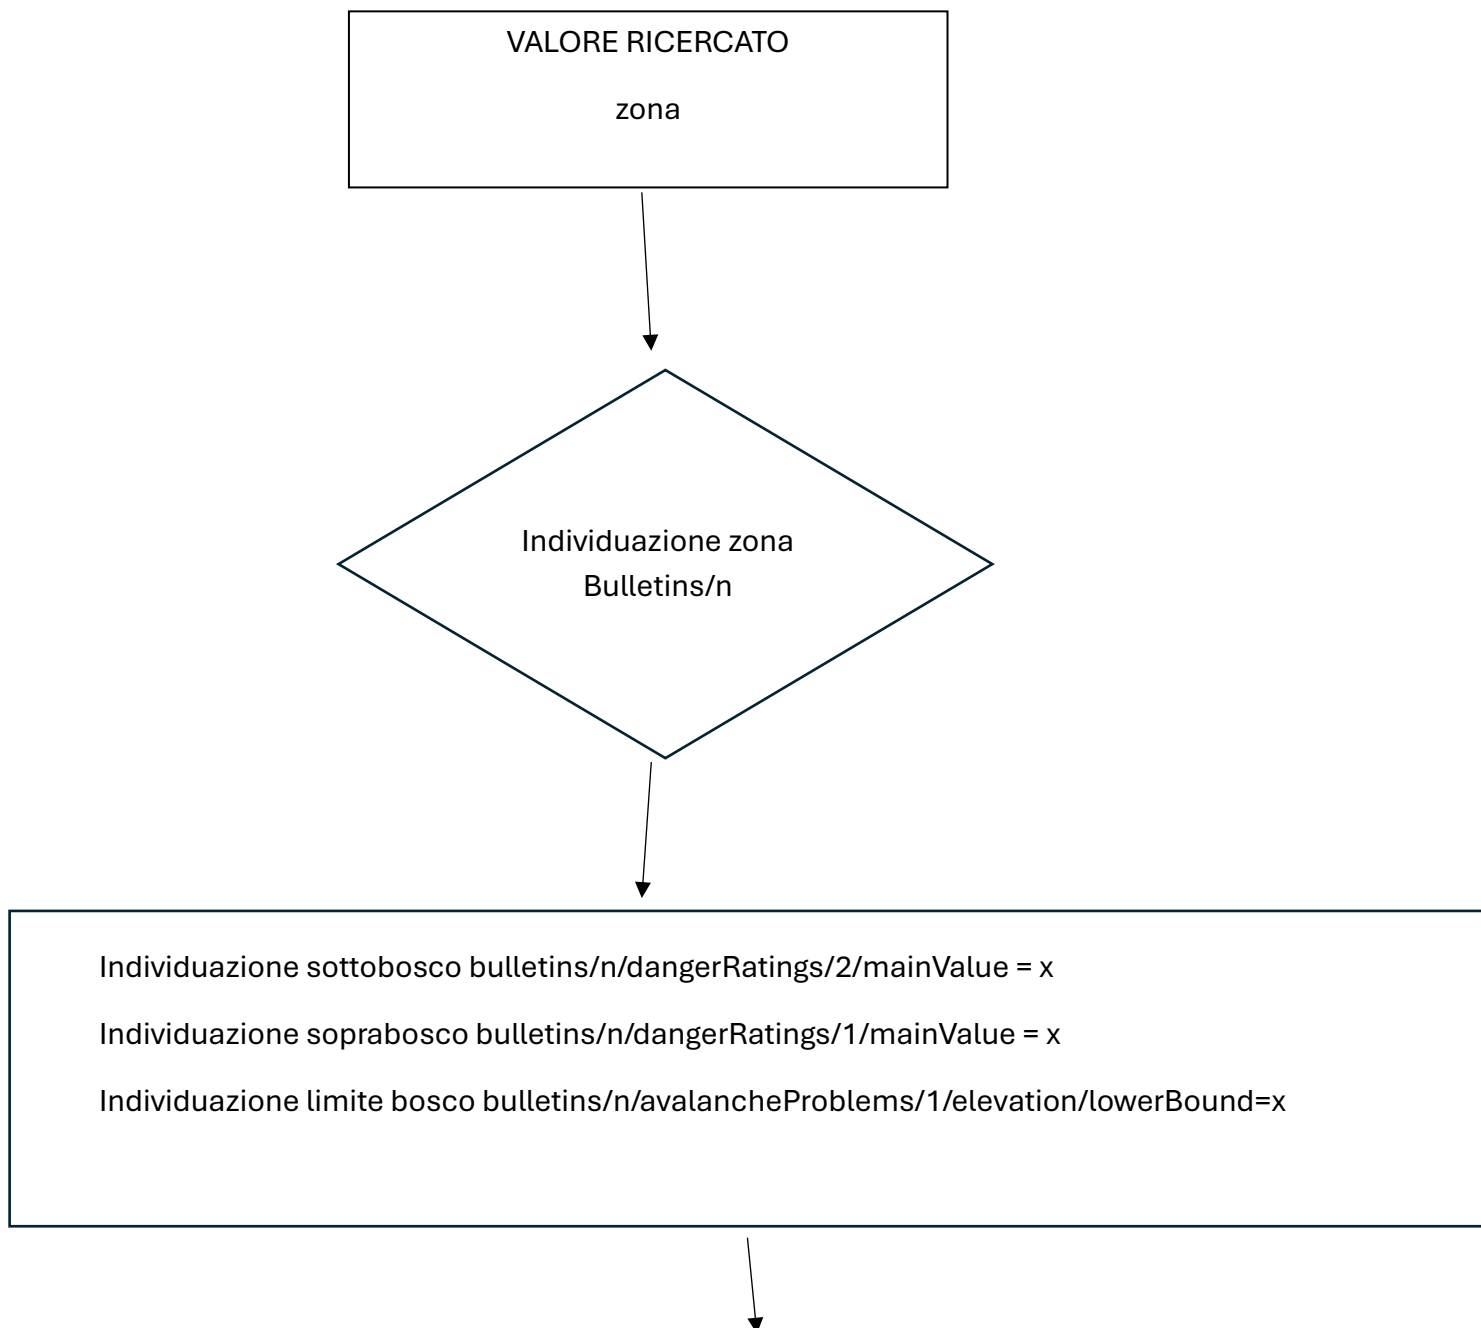 VALORE RICERCATO
zona
Individuazione zona
Bulletins/n
Individuazione sottobosco bulletins/n/dangerRatings/2/mainValue = x
Individuazione soprabosco bulletins/n/dangerRatings/1/mainValue = x
Individuazione limite bosco bulletins/n/avalancheProblems/1/elevation/lowerBound=x